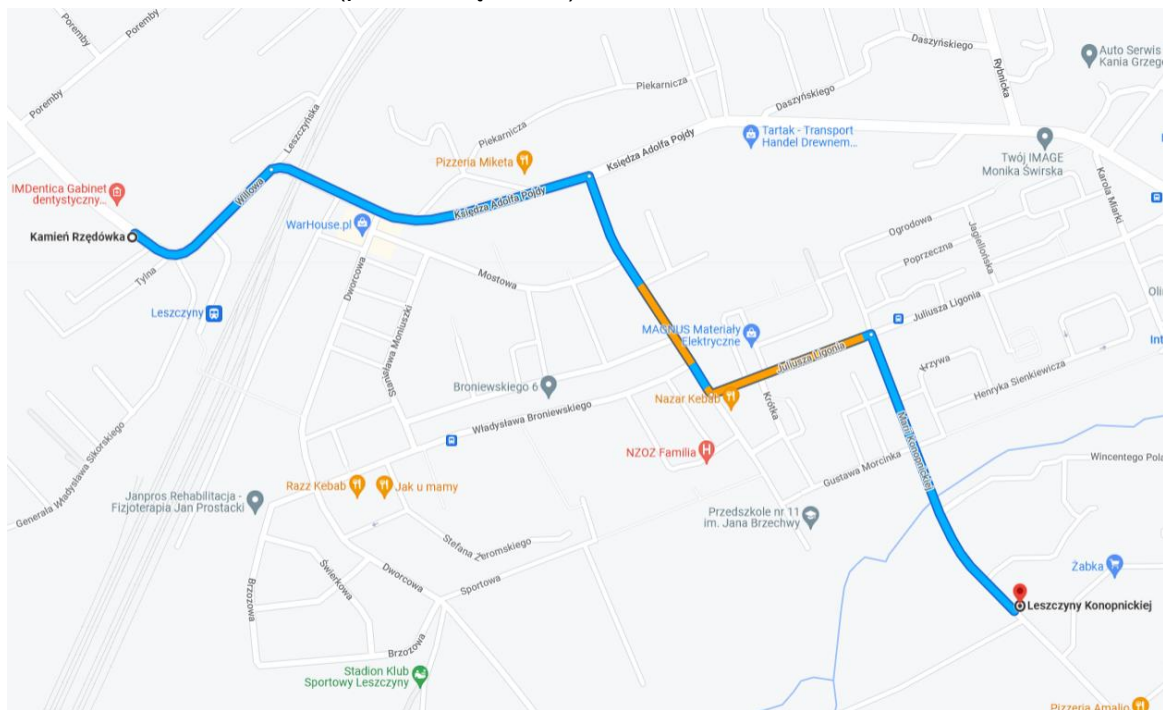 Poremby
Poremby
Poremby
Daszyńskiego
Rybnicka
Auto Serwis
Kania Grzego
Piekarnicza
Daszyńskiego
Leszczyńska
Piekarnicza
Księdza Adolfa Pojdy
Tartak - Transport
Handel Drewnem...
Pizzeria Miketa
Twój IMAGE
Monika Świrska
Karola Miarki
IMDentica Gabinet
dentystyczny...
Willowa
Księdza Adolfa Pojdy
WarHouse.pl
Kamień Rzędówka
Ogrodowa
Jagiellońska
Poprzeczna
Tylna
Dworcowa
Mostowa
Leszczyny
Stanisława Moniuszki
Juliusza Ligonia
MAGNUS Materiały
Elektryczne
Juliusza Ligonia
Krzywa
Henryka Sienkiewicza
Broniewskiego 6
Nazar Kebab
Krótka
Władysława Broniewskiego
Marii Konopnickiej
NZOZ Familia
Gustawa Morcinka
Wincentego Pola
Generała Władysława Sikorskiego
Razz Kebab
Jak u mamy
Janpros Rehabilitacja -
Fizjoterapia Jan Prostacki
Przedszkole nr 11
im. Jana Brzechwy
Stefana Żeromskiego
Żabka
Brzozowa
Świerkowa
Dworcowa
Sportowa
Leszczyny Konopnickiej
Brzozowa
Stadion Klub
Sportowy Leszczyny
Pizzeria Amalio